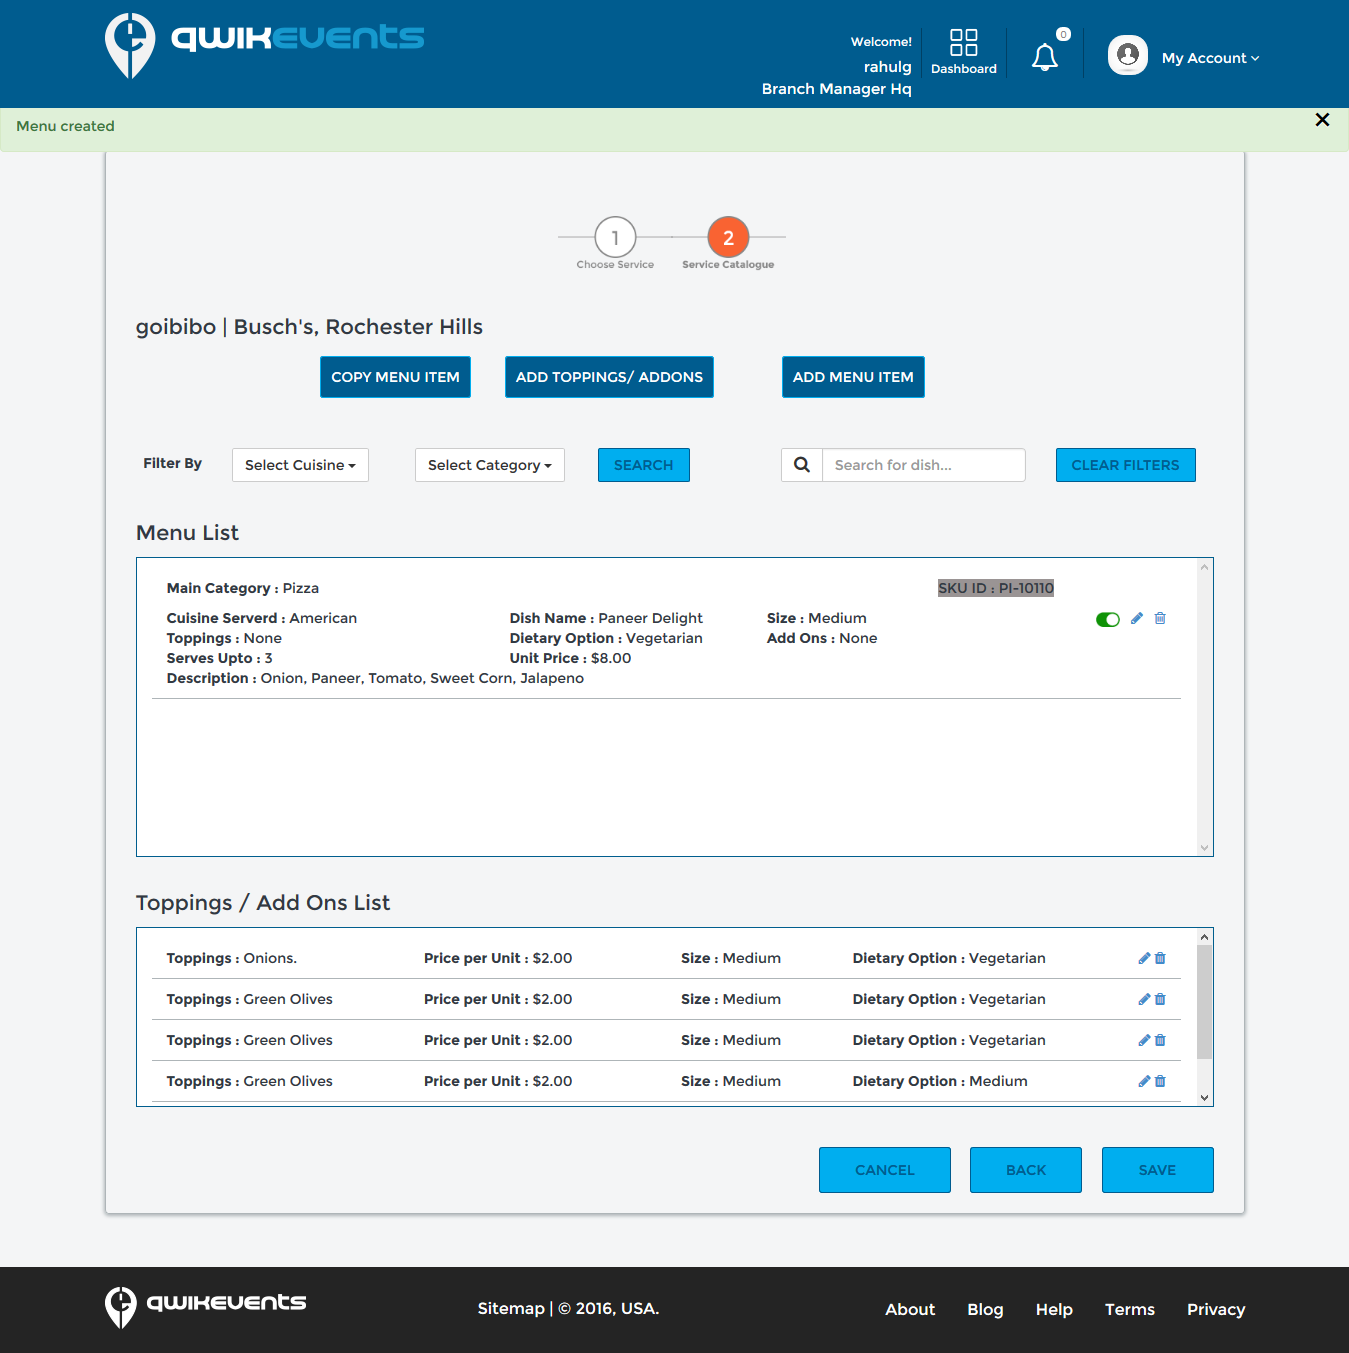 qwikevents
Welcome!
rahulg
Branch Manager Hq
Dashboard
0
My Account
Menu created
1
Choose Service
2
Service Catalogue
goibibo | Busch's, Rochester Hills
COPY MENU ITEM
ADD TOPPINGS/ ADDONS
ADD MENU ITEM
Filter By
Select Cuisine
Select Category
SEARCH
Search for dish...
CLEAR FILTERS
Menu List
Main Category : Pizza
SKU ID : PI-10110
Cuisine Serverd : American
Dish Name : Paneer Delight
Size : Medium
Toppings : None
Dietary Option : Vegetarian
Add Ons : None
Serves Upto : 3
Unit Price : $8.00
Description : Onion, Paneer, Tomato, Sweet Corn, Jalapeno
Toppings / Add Ons List
Toppings : Onions. Price per Unit : $2.00 Size : Medium Dietary Option : Vegetarian
Toppings : Green Olives Price per Unit : $2.00 Size : Medium Dietary Option : Vegetarian
Toppings : Green Olives Price per Unit : $2.00 Size : Medium Dietary Option : Vegetarian
Toppings : Green Olives Price per Unit : $2.00 Size : Medium Dietary Option : Medium
CANCEL
BACK
SAVE
qwikevents
Sitemap | © 2016, USA.
About Blog Help Terms Privacy